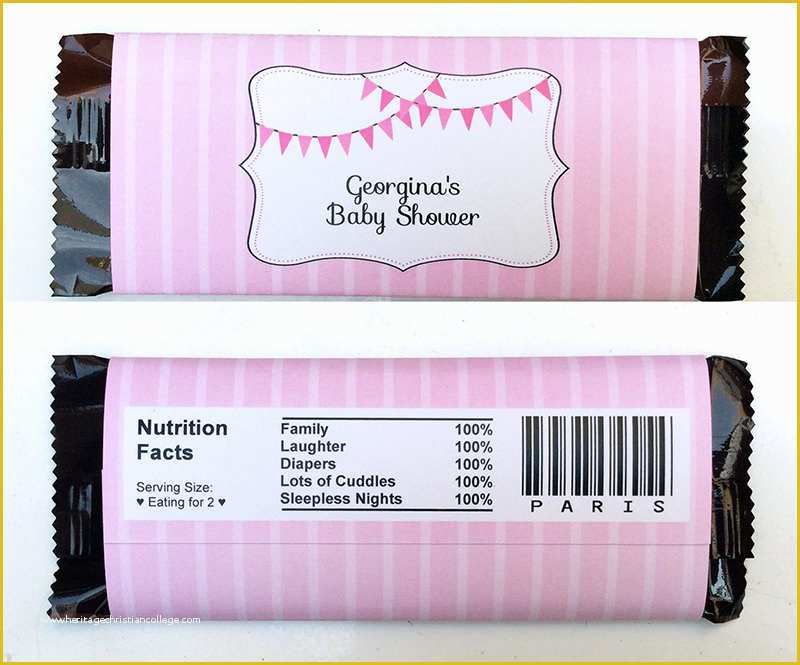 Georgina's
Baby Shower
Nutrition
Facts
Serving Size:
♥ Eating for 2 ♥
Family 100%
Laughter 100%
Diapers 100%
Lots of Cuddles 100%
Sleepless Nights 100%
PARIS
www.heritagechristiancollege.com